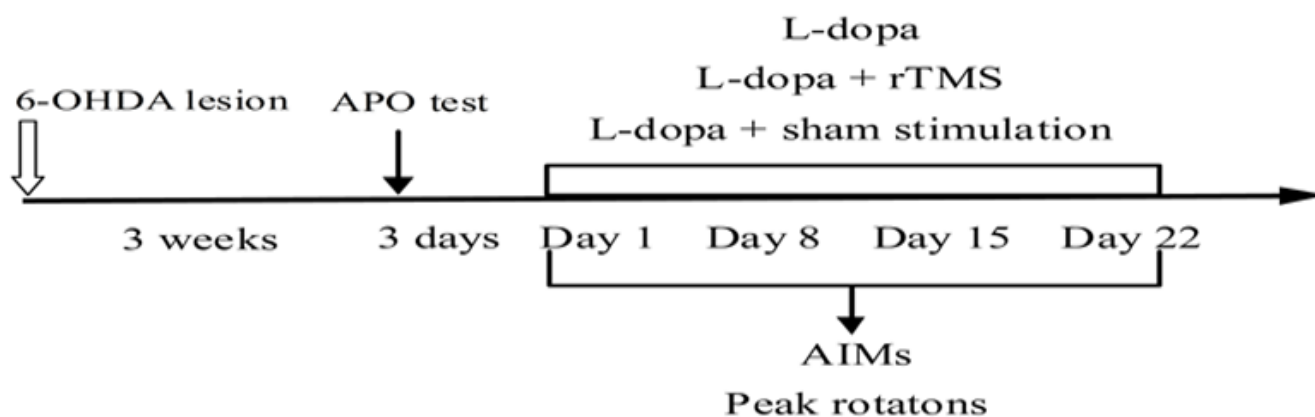 L-dopa
L-dopa + rTMS
6-OHDA lesion APO test
L-dopa + sham stimulation
3 weeks 3 days Day 1 Day 8 Day 15 Day 22
AIMs
Peak rotatons